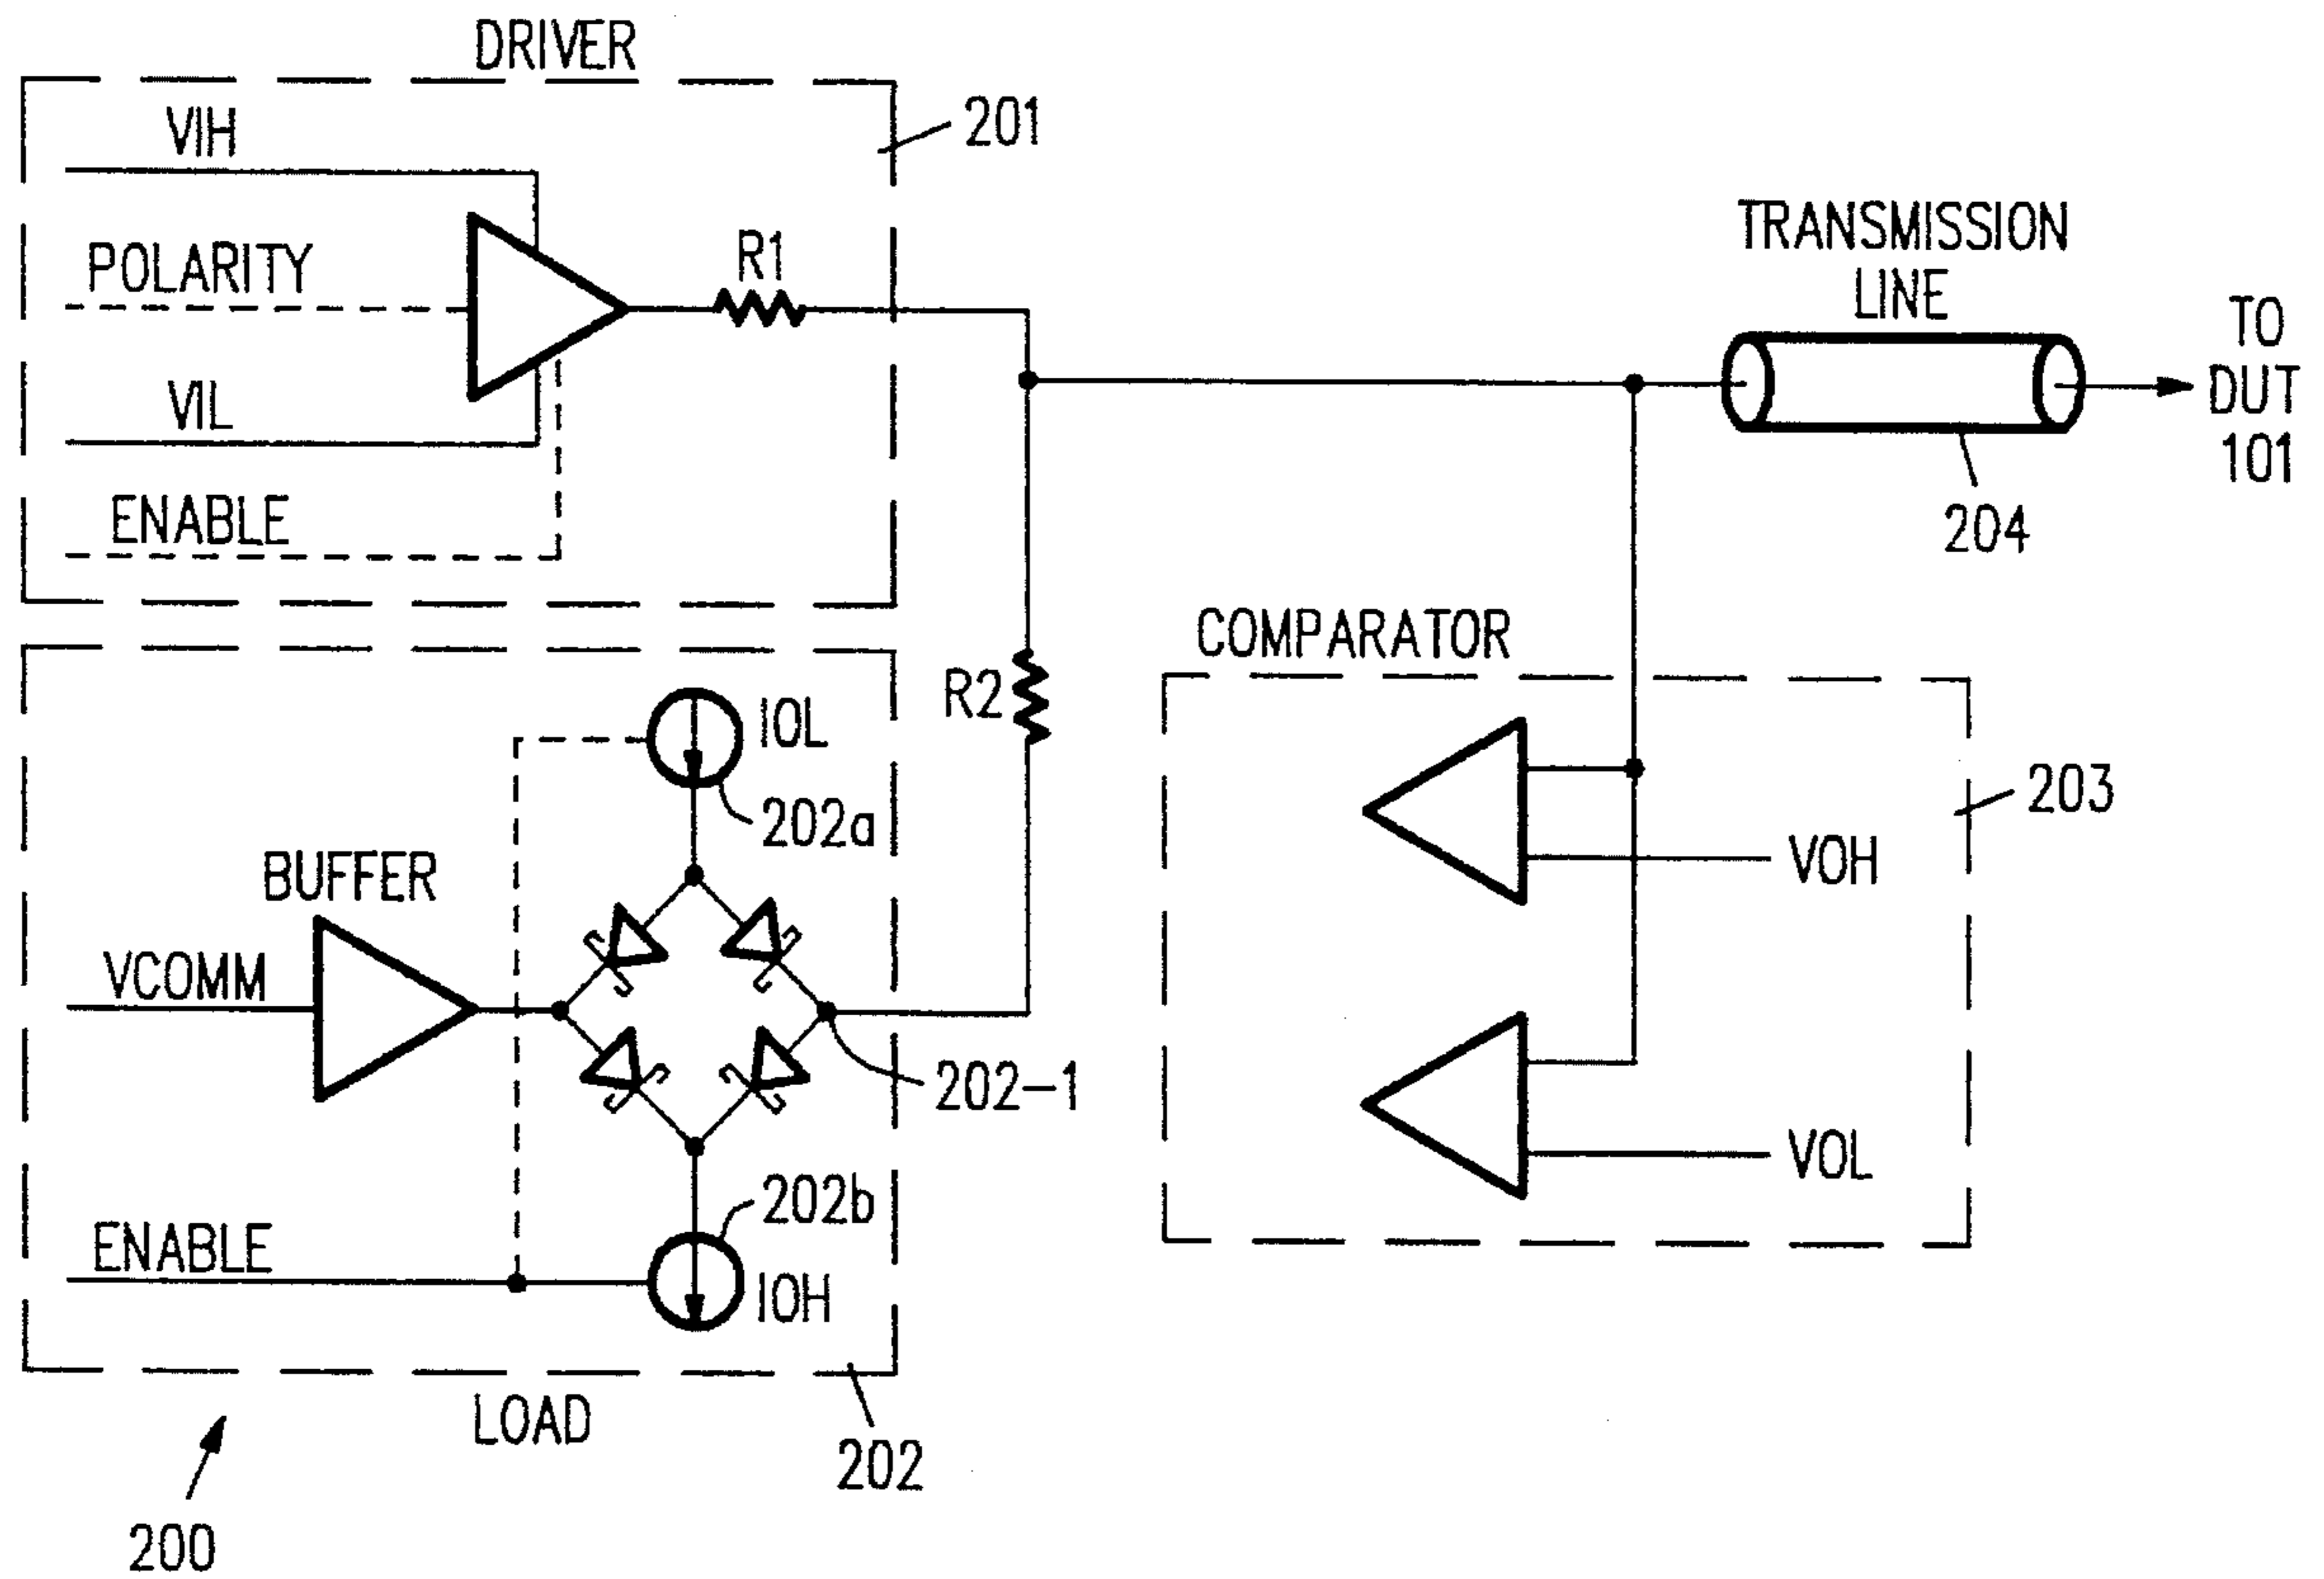 DRIVER
VIH
201
POLARITY
R1
VIL
ENABLE
TRANSMISSION
LINE
TO
DUT
101
204
COMPARATOR
R2
IOL
202a
203
BUFFER
VOH
VCOMM
202-1
VOL
202b
ENABLE
IOH
LOAD
202
200